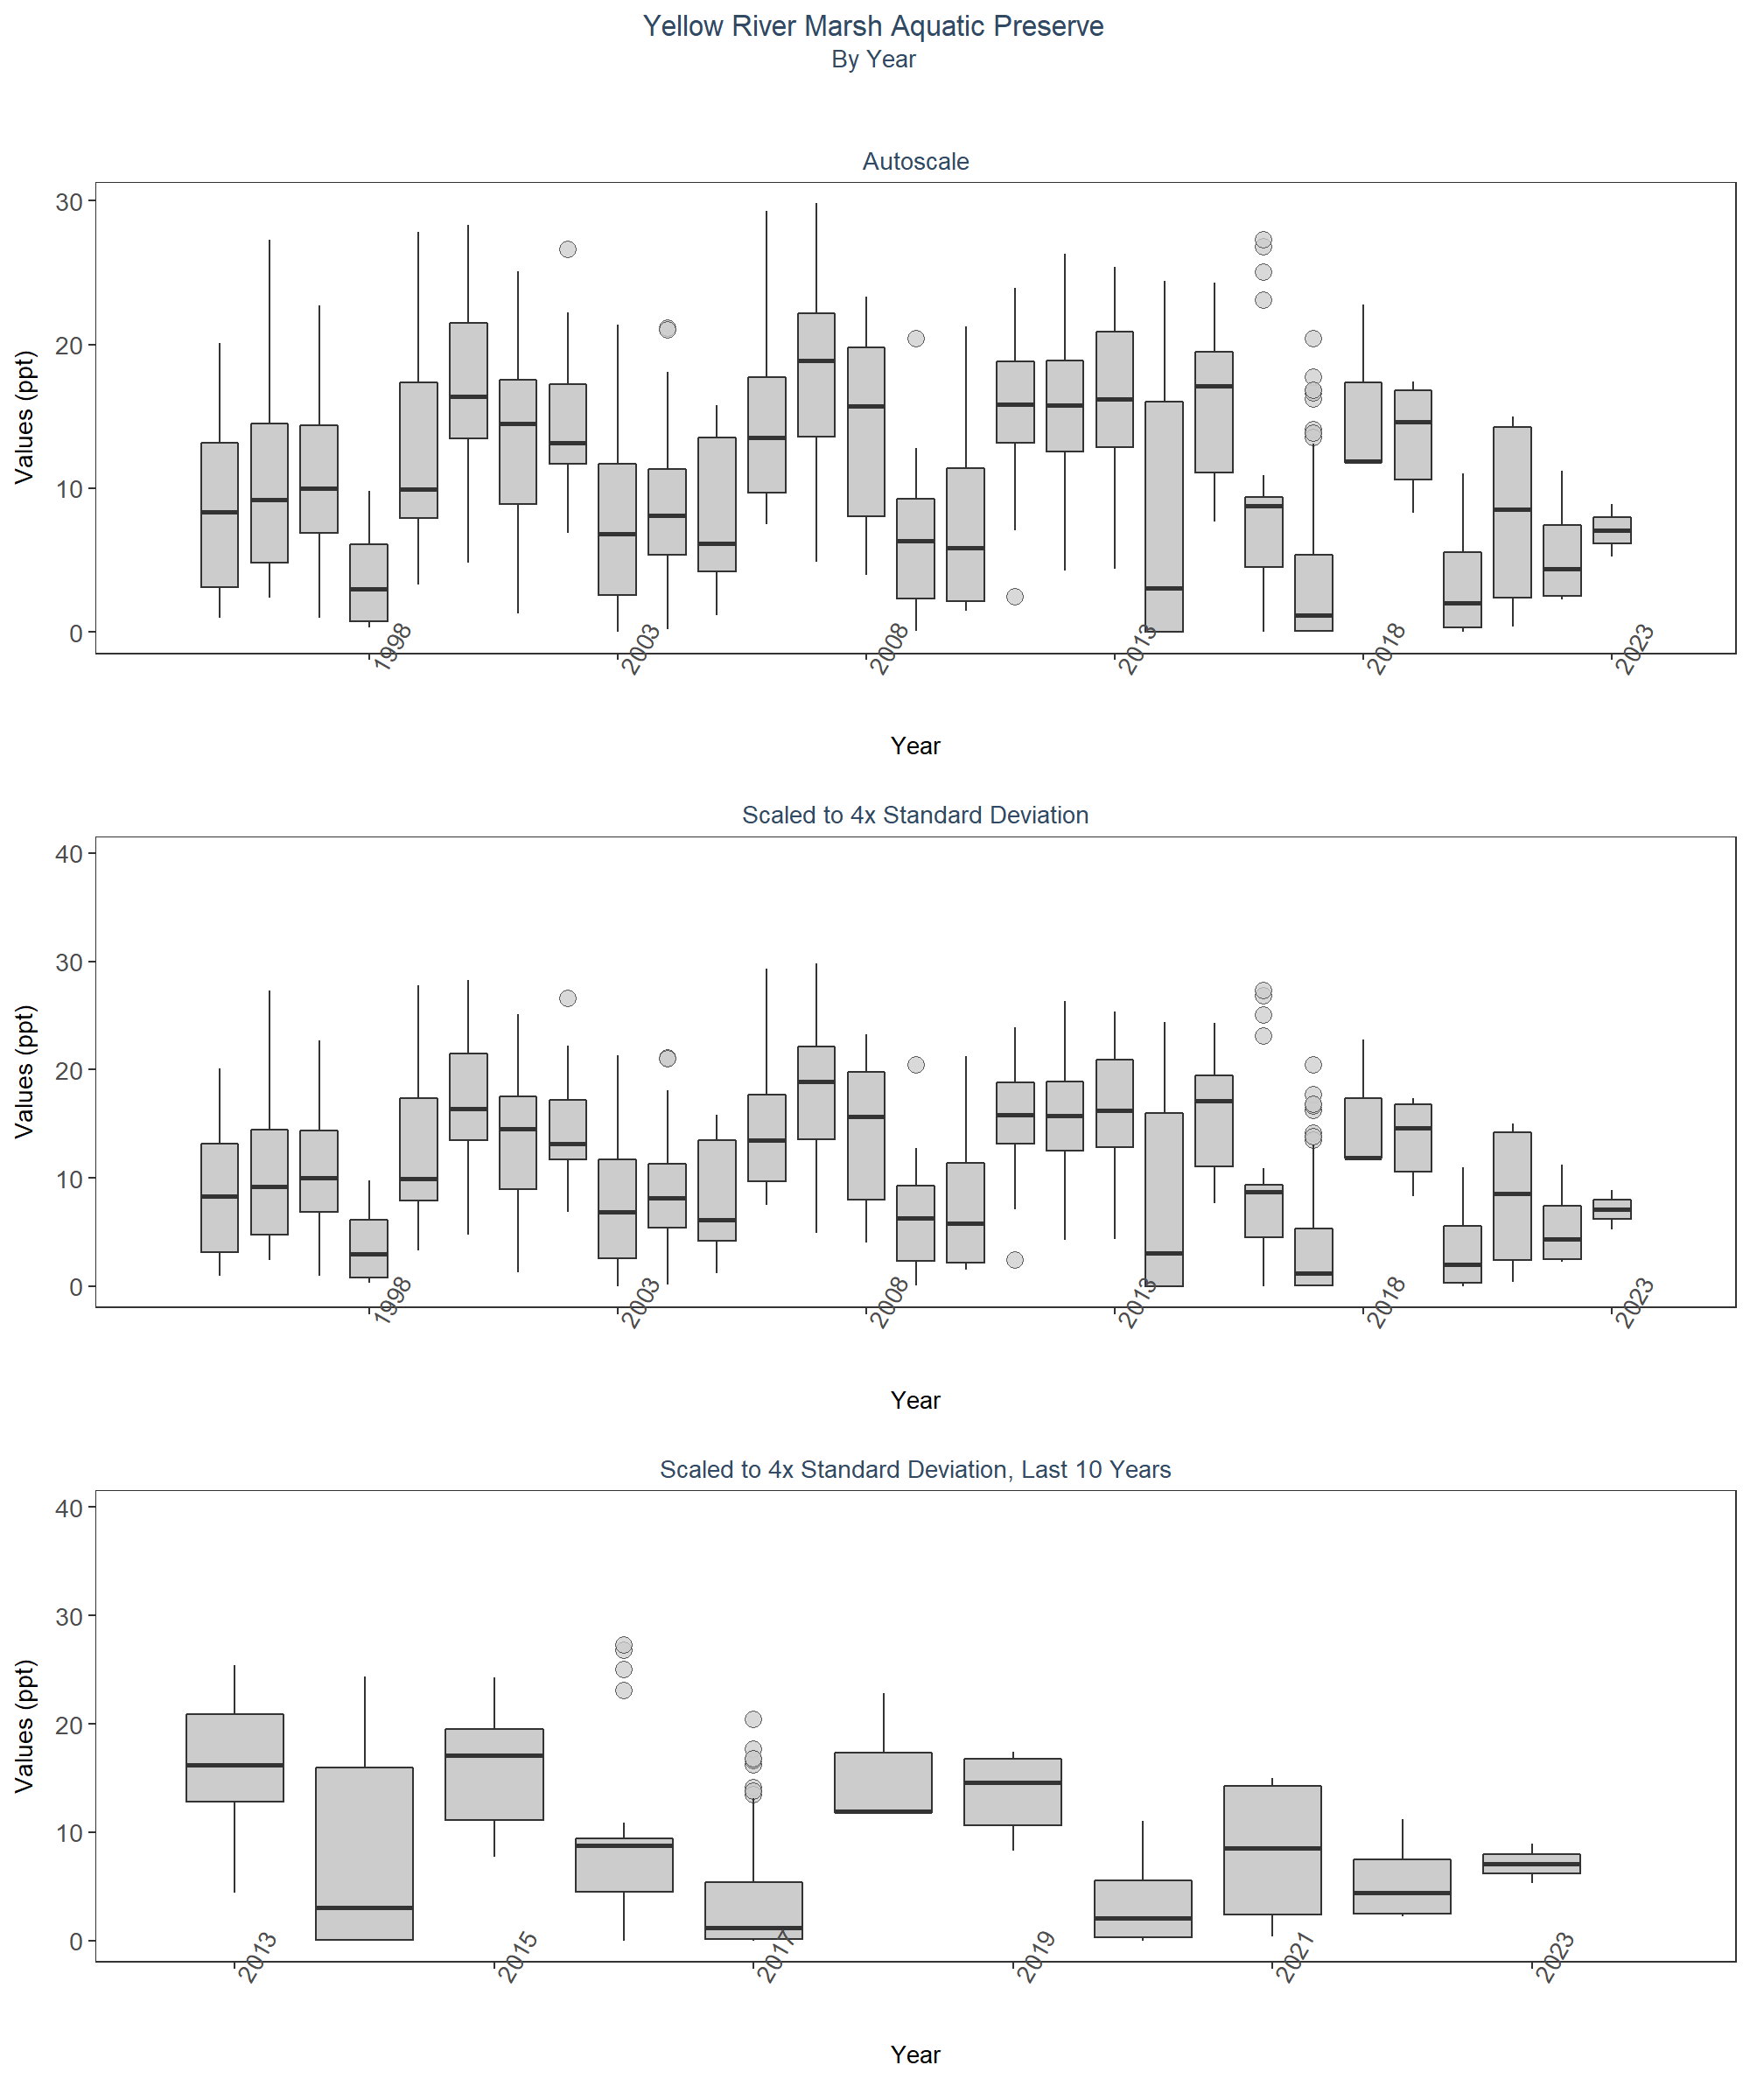 Yellow River Marsh Aquatic Preserve
By Year
Autoscale
Values (ppt)
30
20
10
0
1998 2003 2008 2013 2018 2023
Year
Scaled to 4x Standard Deviation
Values (ppt)
40
30
20
10
0
1998 2003 2008 2013 2018 2023
Year
Scaled to 4x Standard Deviation, Last 10 Years
Values (ppt)
40
30
20
10
0
2013 2015 2017 2019 2021 2023
Year